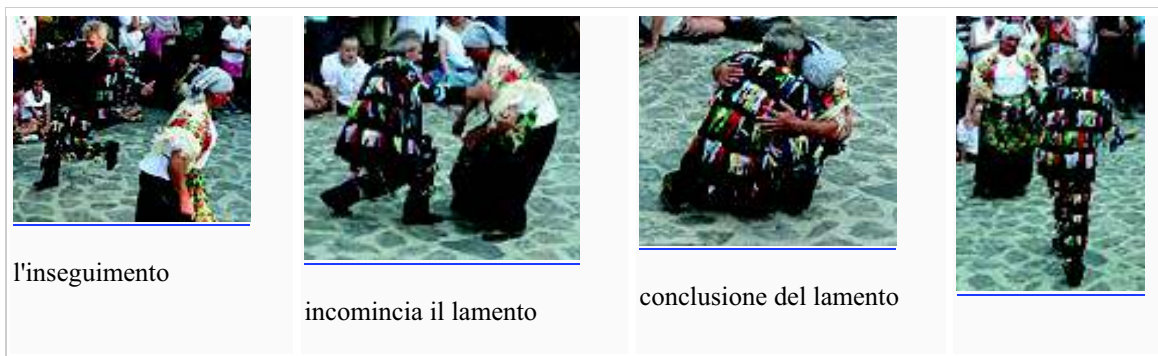 l'inseguimento
incomincia il lamento
conclusione del lamento